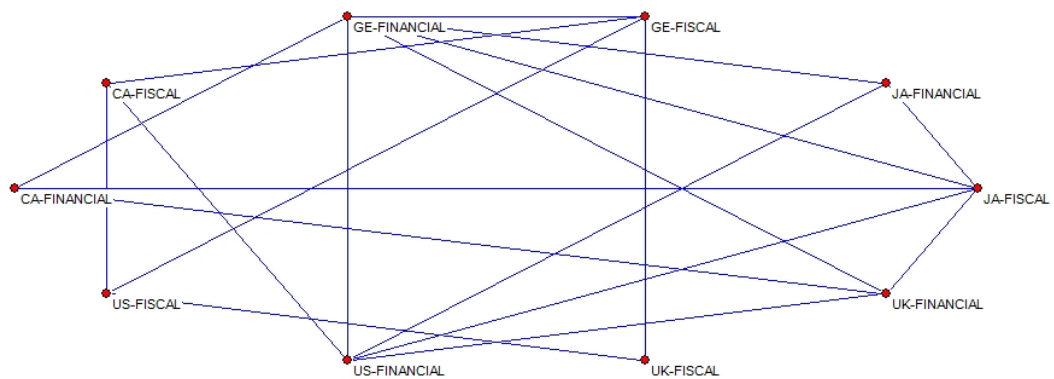 GE-FINANCIAL
GE-FISCAL
CA-FISCAL
JA-FINANCIAL
CA-FINANCIAL
JA-FISCAL
US-FISCAL
UK-FINANCIAL
US-FINANCIAL
UK-FISCAL